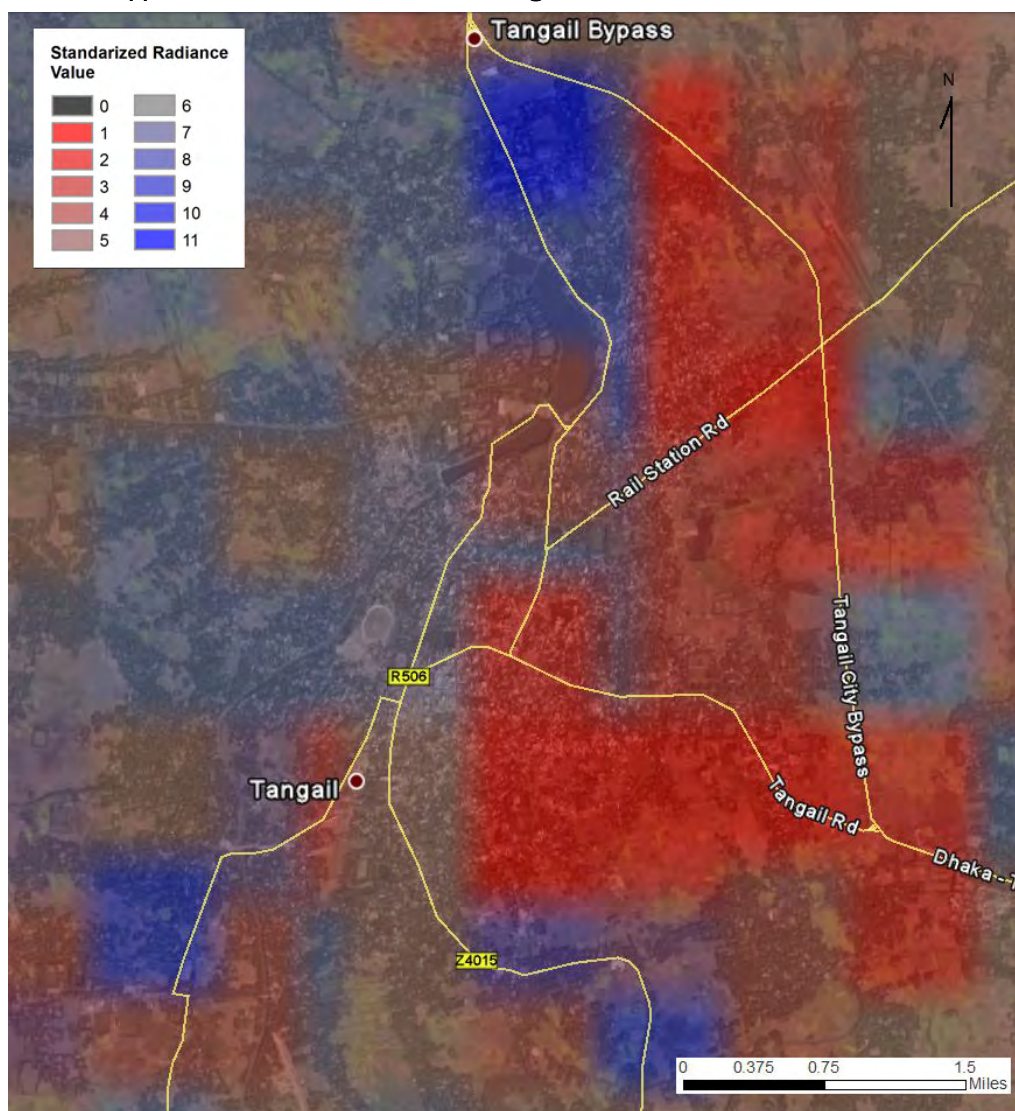 Tangail Bypass
Standarized Radiance
Value
0 6
1 7
2 8
3 9
4 10
5 11
N
Rail Station Rd
Tangail City Bypass
R506
Tangail
Tangail Rd
Dhaka - T
Z4015
0 0.375 0.75 1.5
Miles